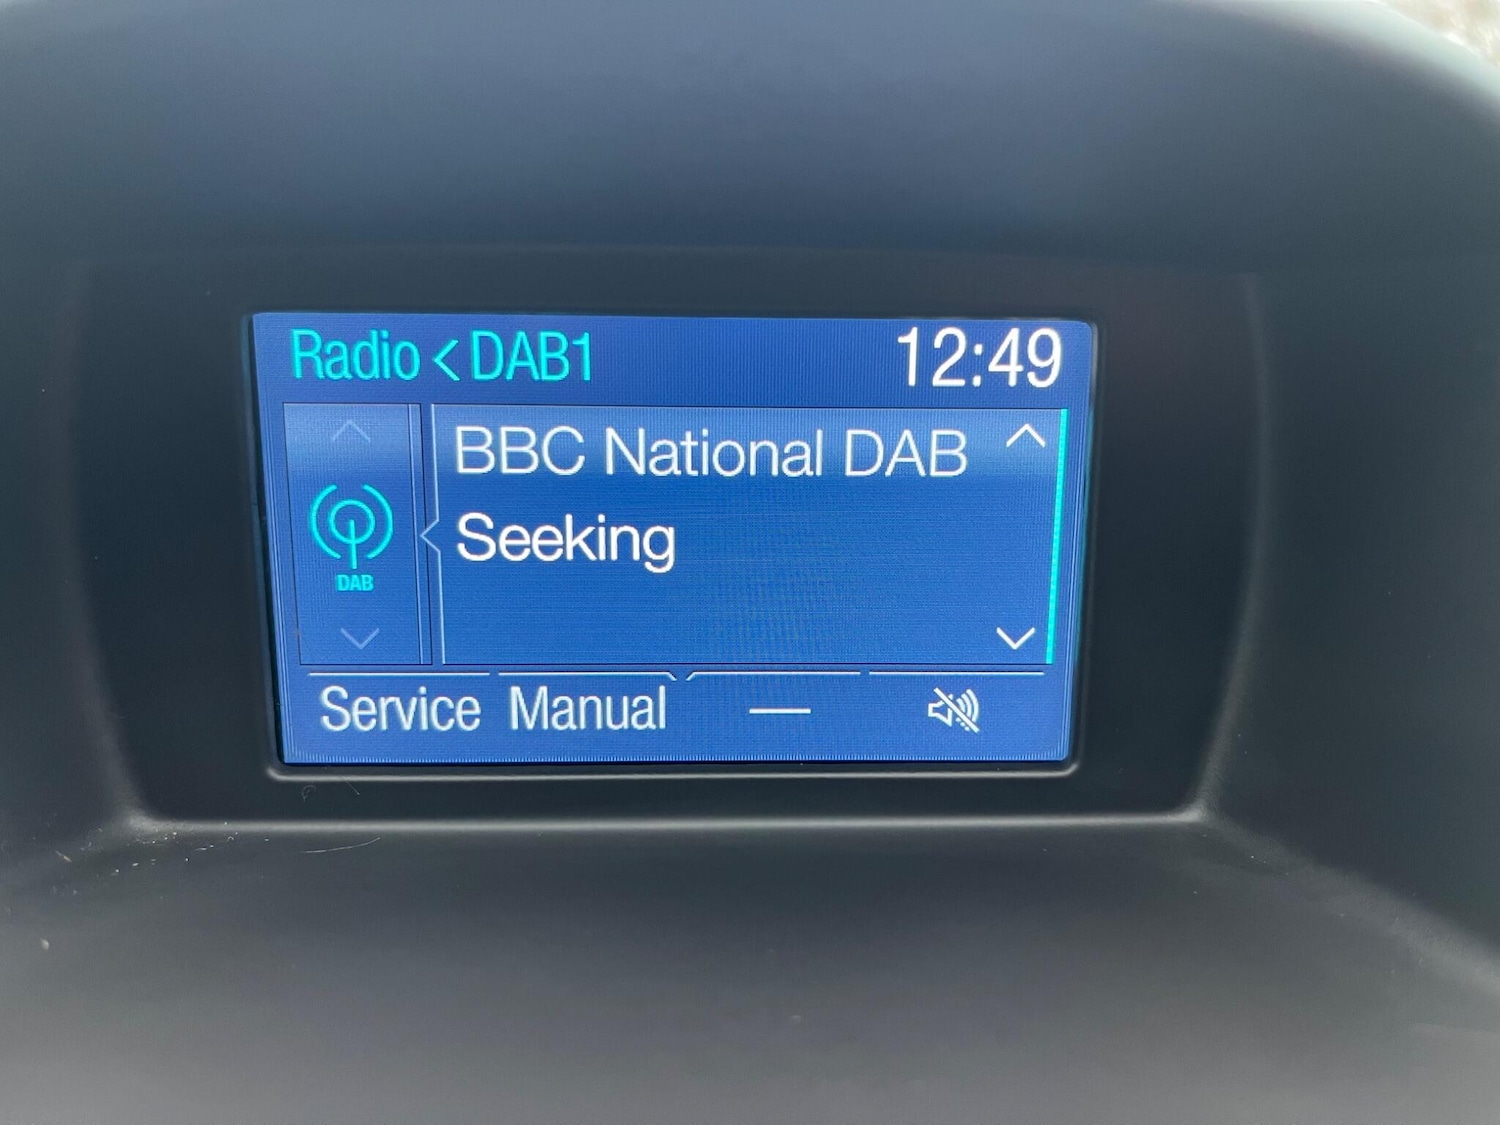 Radio < DAB1 12:49
BBC National DAB
Seeking
DAB
Service Manual —